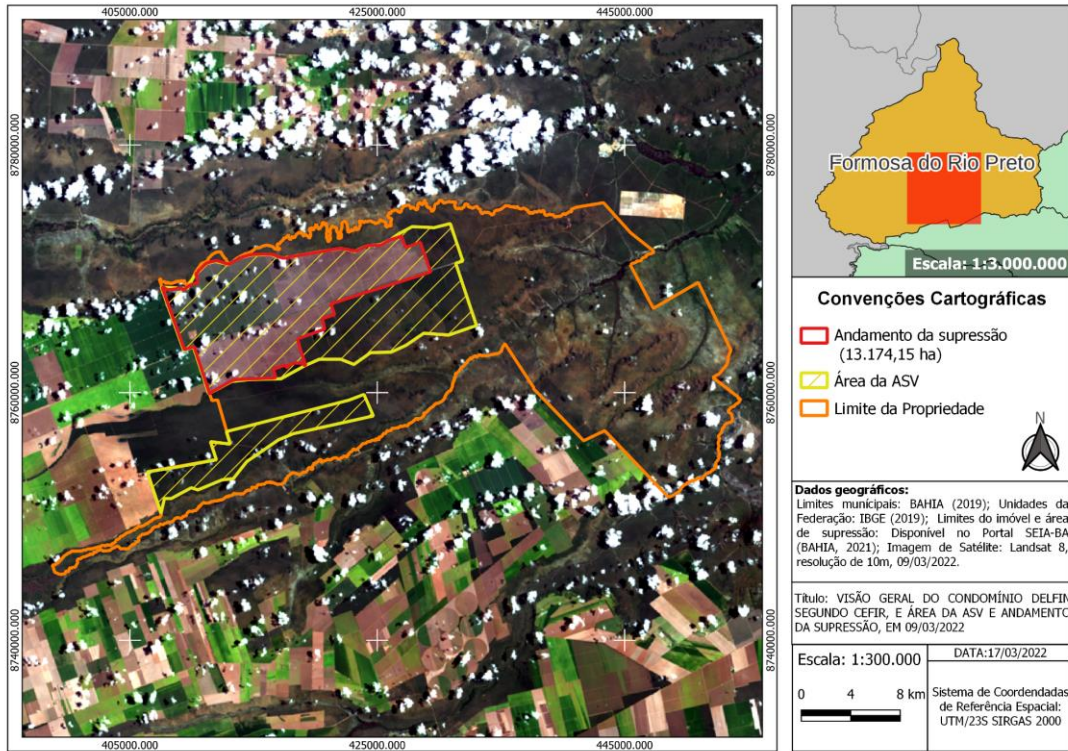 405000.000 425000.000 445000.000
8780000.000
8760000.000
8740000.000
8780000.000
8760000.000
8740000.000
405000.000 425000.000 445000.000
Formosa do Rio Preto
Escala: 1:3.000.000
Convenções Cartográficas
Andamento da supressão
(13.174,15 ha)
Área da ASV
Limite da Propriedade
N
Dados geográficos:
Limites municipais: BAHIA (2019); Unidades da
Federação: IBGE (2019); Limites do imóvel e área
de supressão: Disponível no Portal SEIA-BA
(BAHIA, 2021); Imagem de Satélite: Landsat 8,
resolução de 10m, 09/03/2022.
Título: VISÃO GERAL DO CONDOMÍNIO DELFIN
SEGUNDO CEFIR, E ÁREA DA ASV E ANDAMENTO
DA SUPRESSÃO, EM 09/03/2022
Escala: 1:300.000
0 4 8 km
DATA:17/03/2022
Sistema de Coordendadas
de Referência Espacial:
UTM/23S SIRGAS 2000